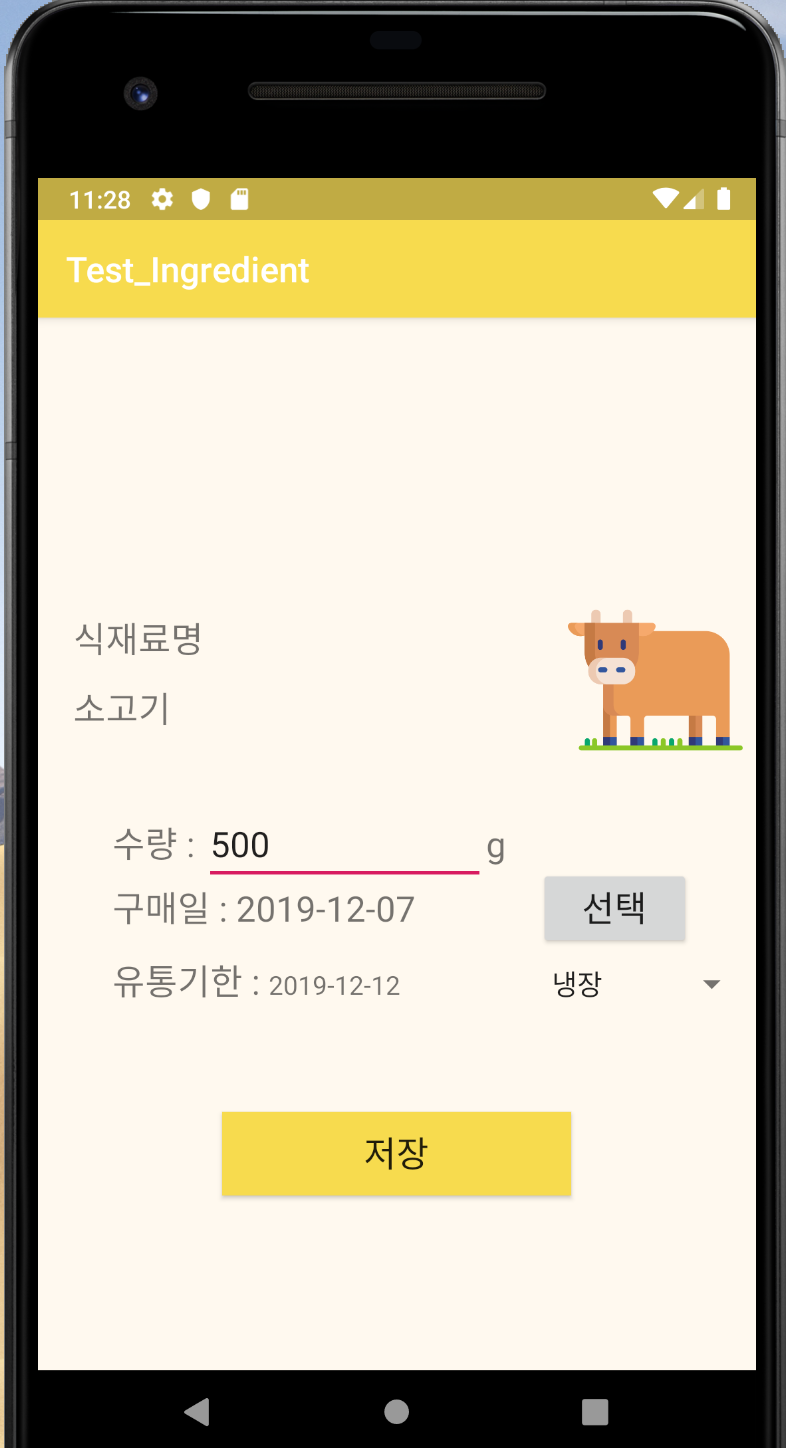 11:28
Test_Ingredient
식재료명
소고기
수량 : 500 g
구매일 : 2019-12-07 선택
유통기한 : 2019-12-12 냉장
저장